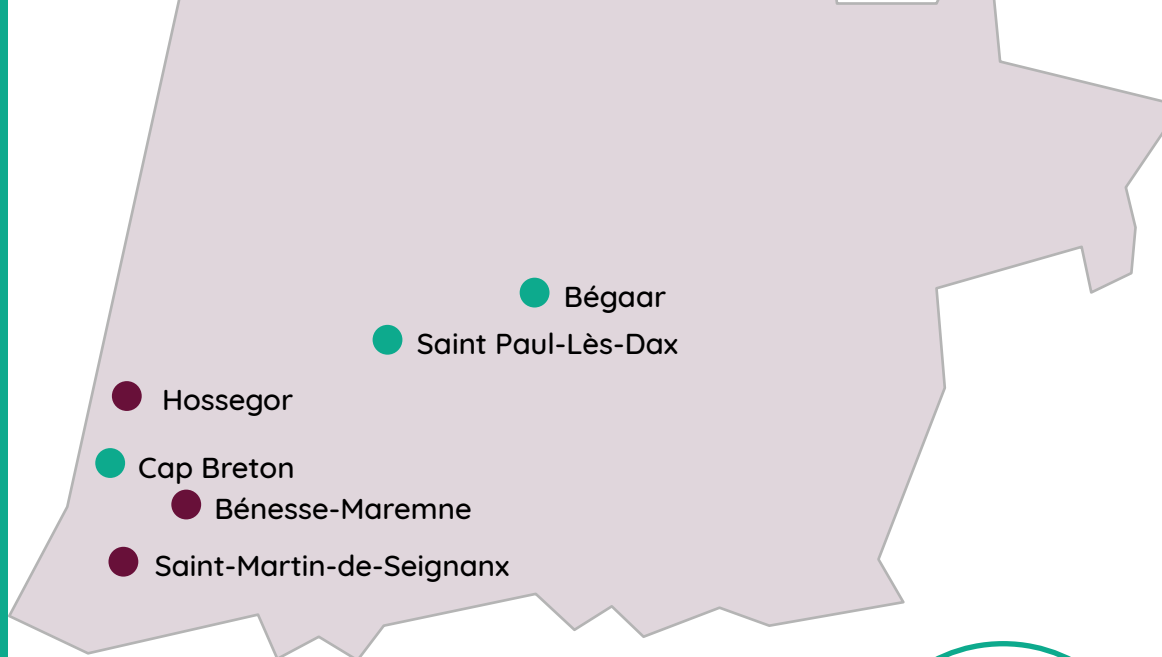 Bégaar
Saint Paul-Lès-Dax
Hossegor
Cap Breton
Bénesse-Maremne
Saint-Martin-de-Seignanx